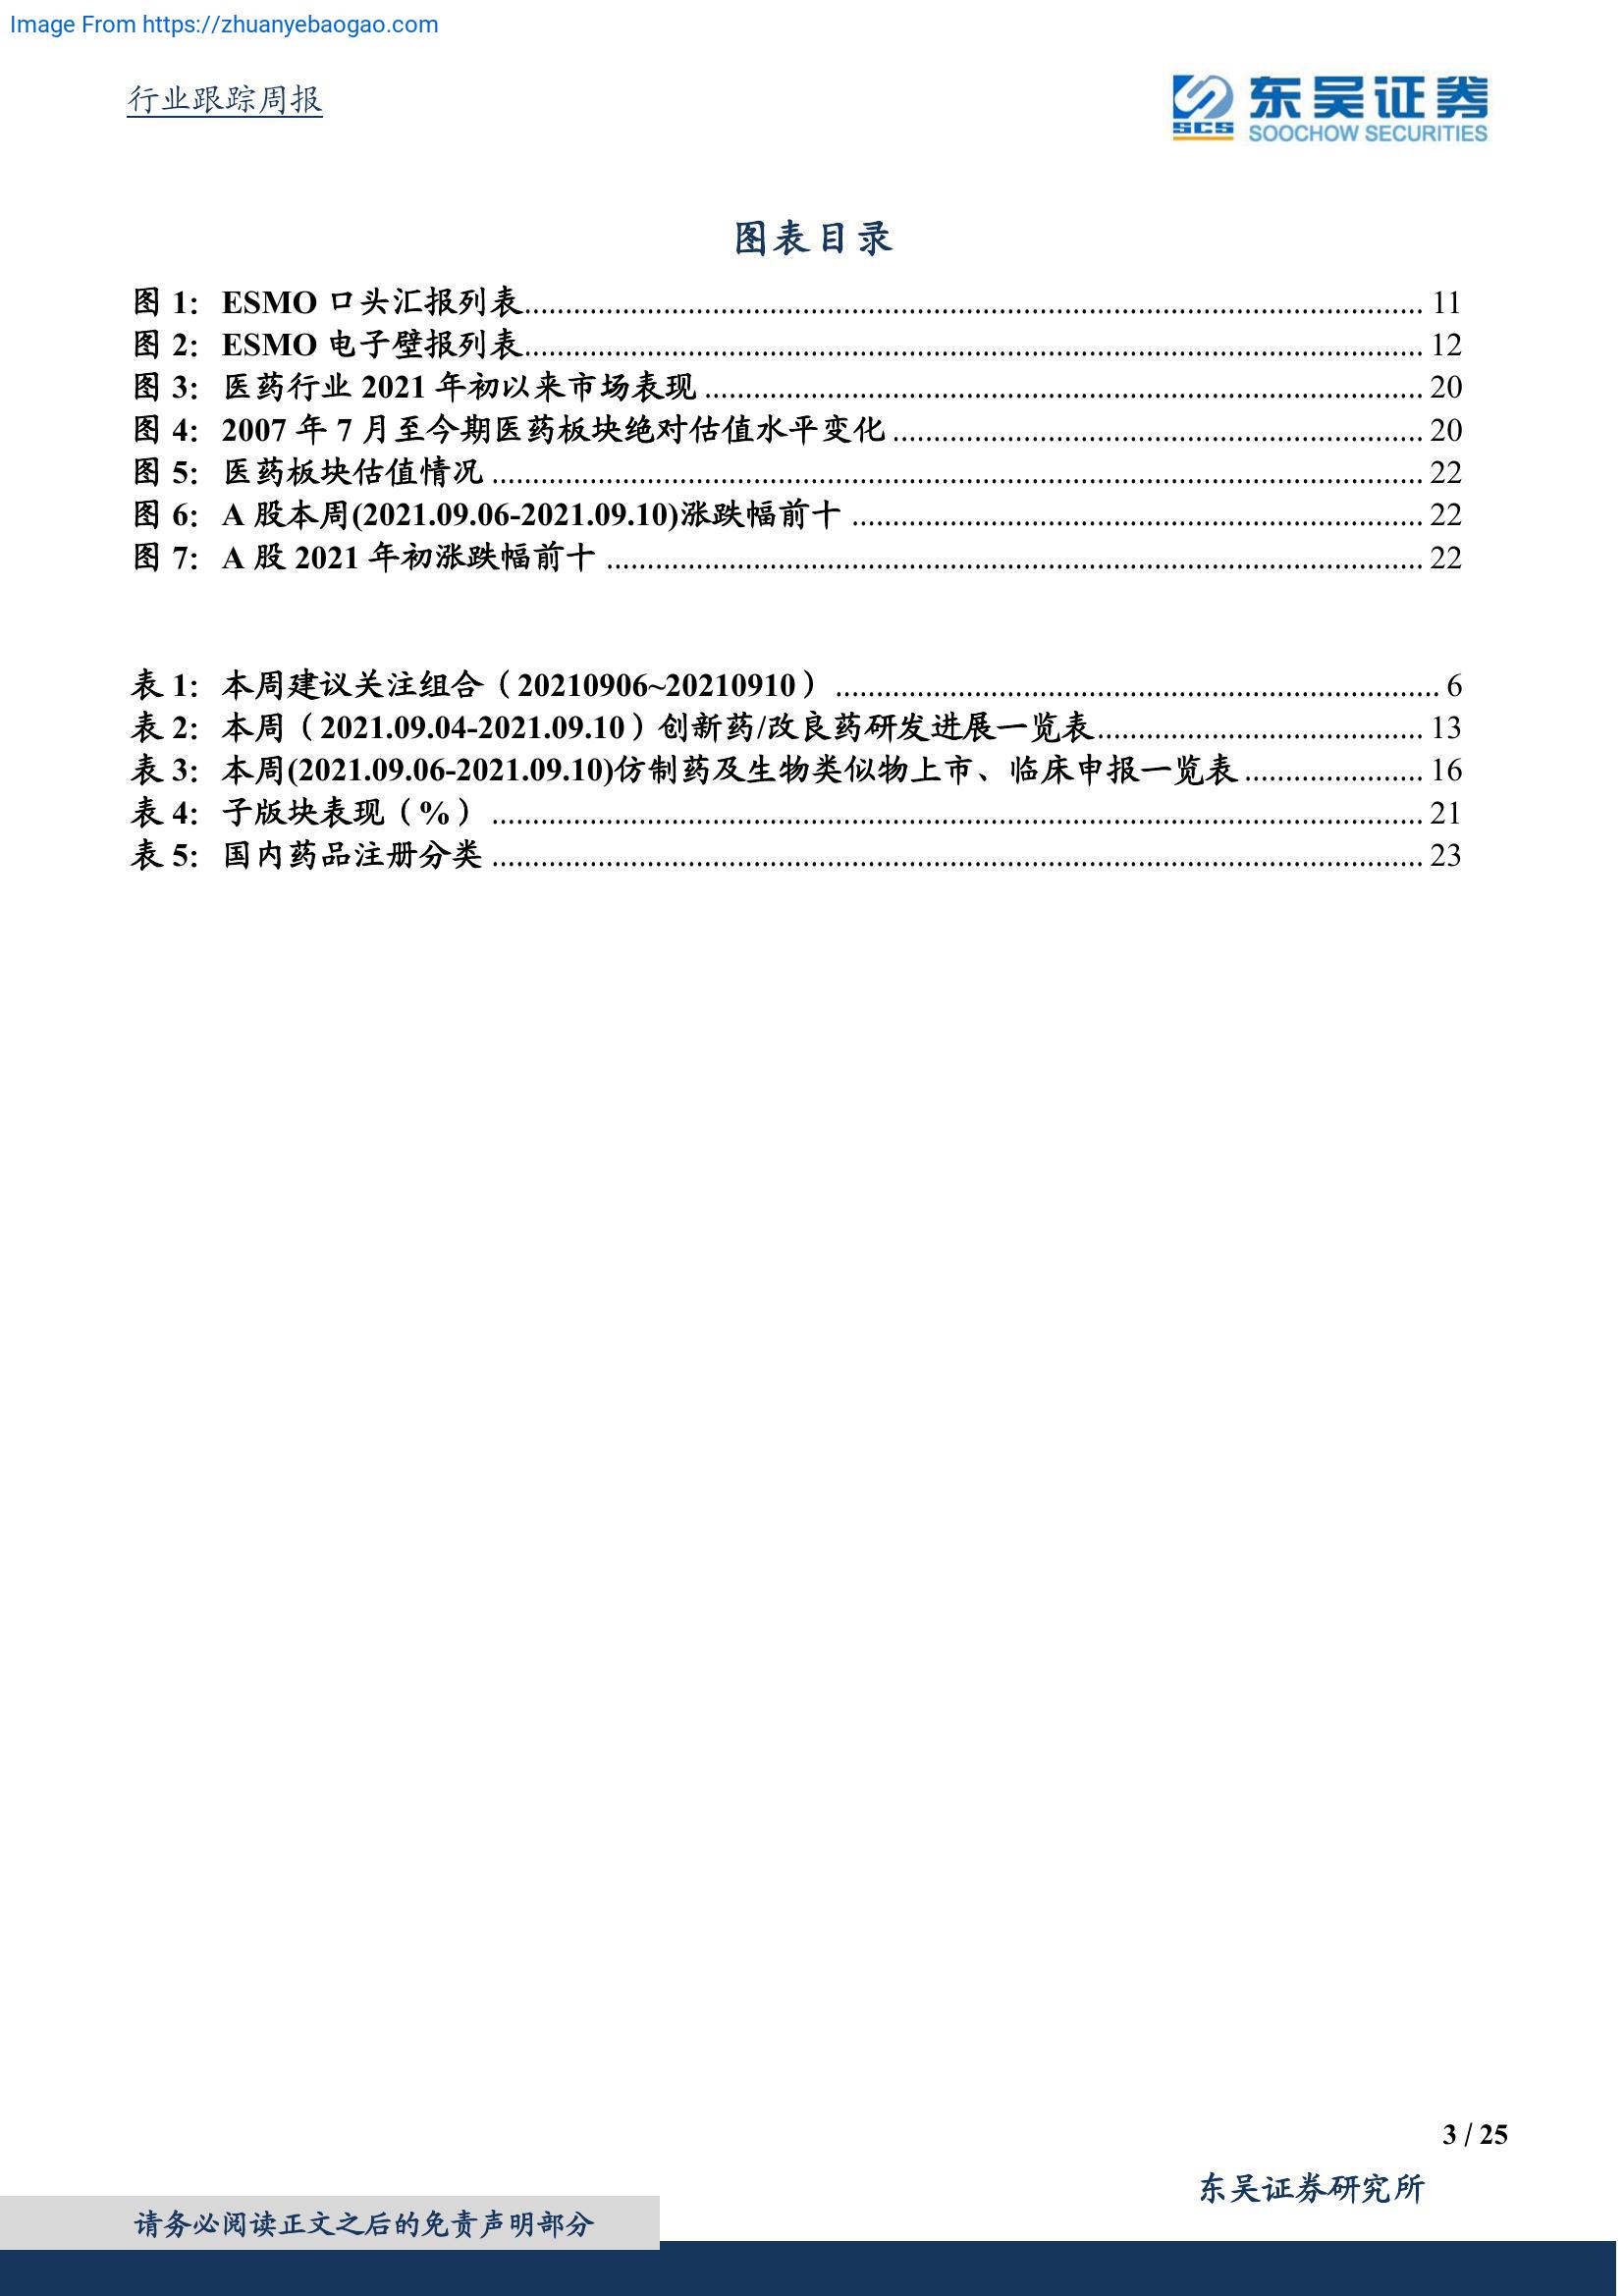 Image From https://zhuanyebaogao.com
行业跟踪周报
东吴证券
SCS
SOOCHOW SECURITIES
图表目录
图 1: ESMO 口头汇报列表................................................................ 11
图 2: ESMO 电子壁报列表................................................................ 12
图 3: 医药行业 2021 年初以来市场表现 ................................................................ 20
图 4: 2007 年 7 月至今期医药板块绝对估值水平变化 ................................................................ 20
图 5: 医药板块估值情况 ................................................................ 22
图 6: A 股本周(2021.09.06-2021.09.10)涨跌幅前十 ................................................................ 22
图 7: A 股 2021 年初涨跌幅前十 ................................................................ 22
表 1: 本周建议关注组合（20210906~20210910） ................................................................ 6
表 2: 本周（2021.09.04-2021.09.10）创新药/改良药研发进展一览表........................................ 13
表 3: 本周(2021.09.06-2021.09.10)仿制药及生物类似物上市、临床申报一览表...................... 16
表 4: 子版块表现（%） ................................................................ 21
表 5: 国内药品注册分类 ................................................................ 23
3 / 25
东吴证券研究所
请务必阅读正文之后的免责声明部分